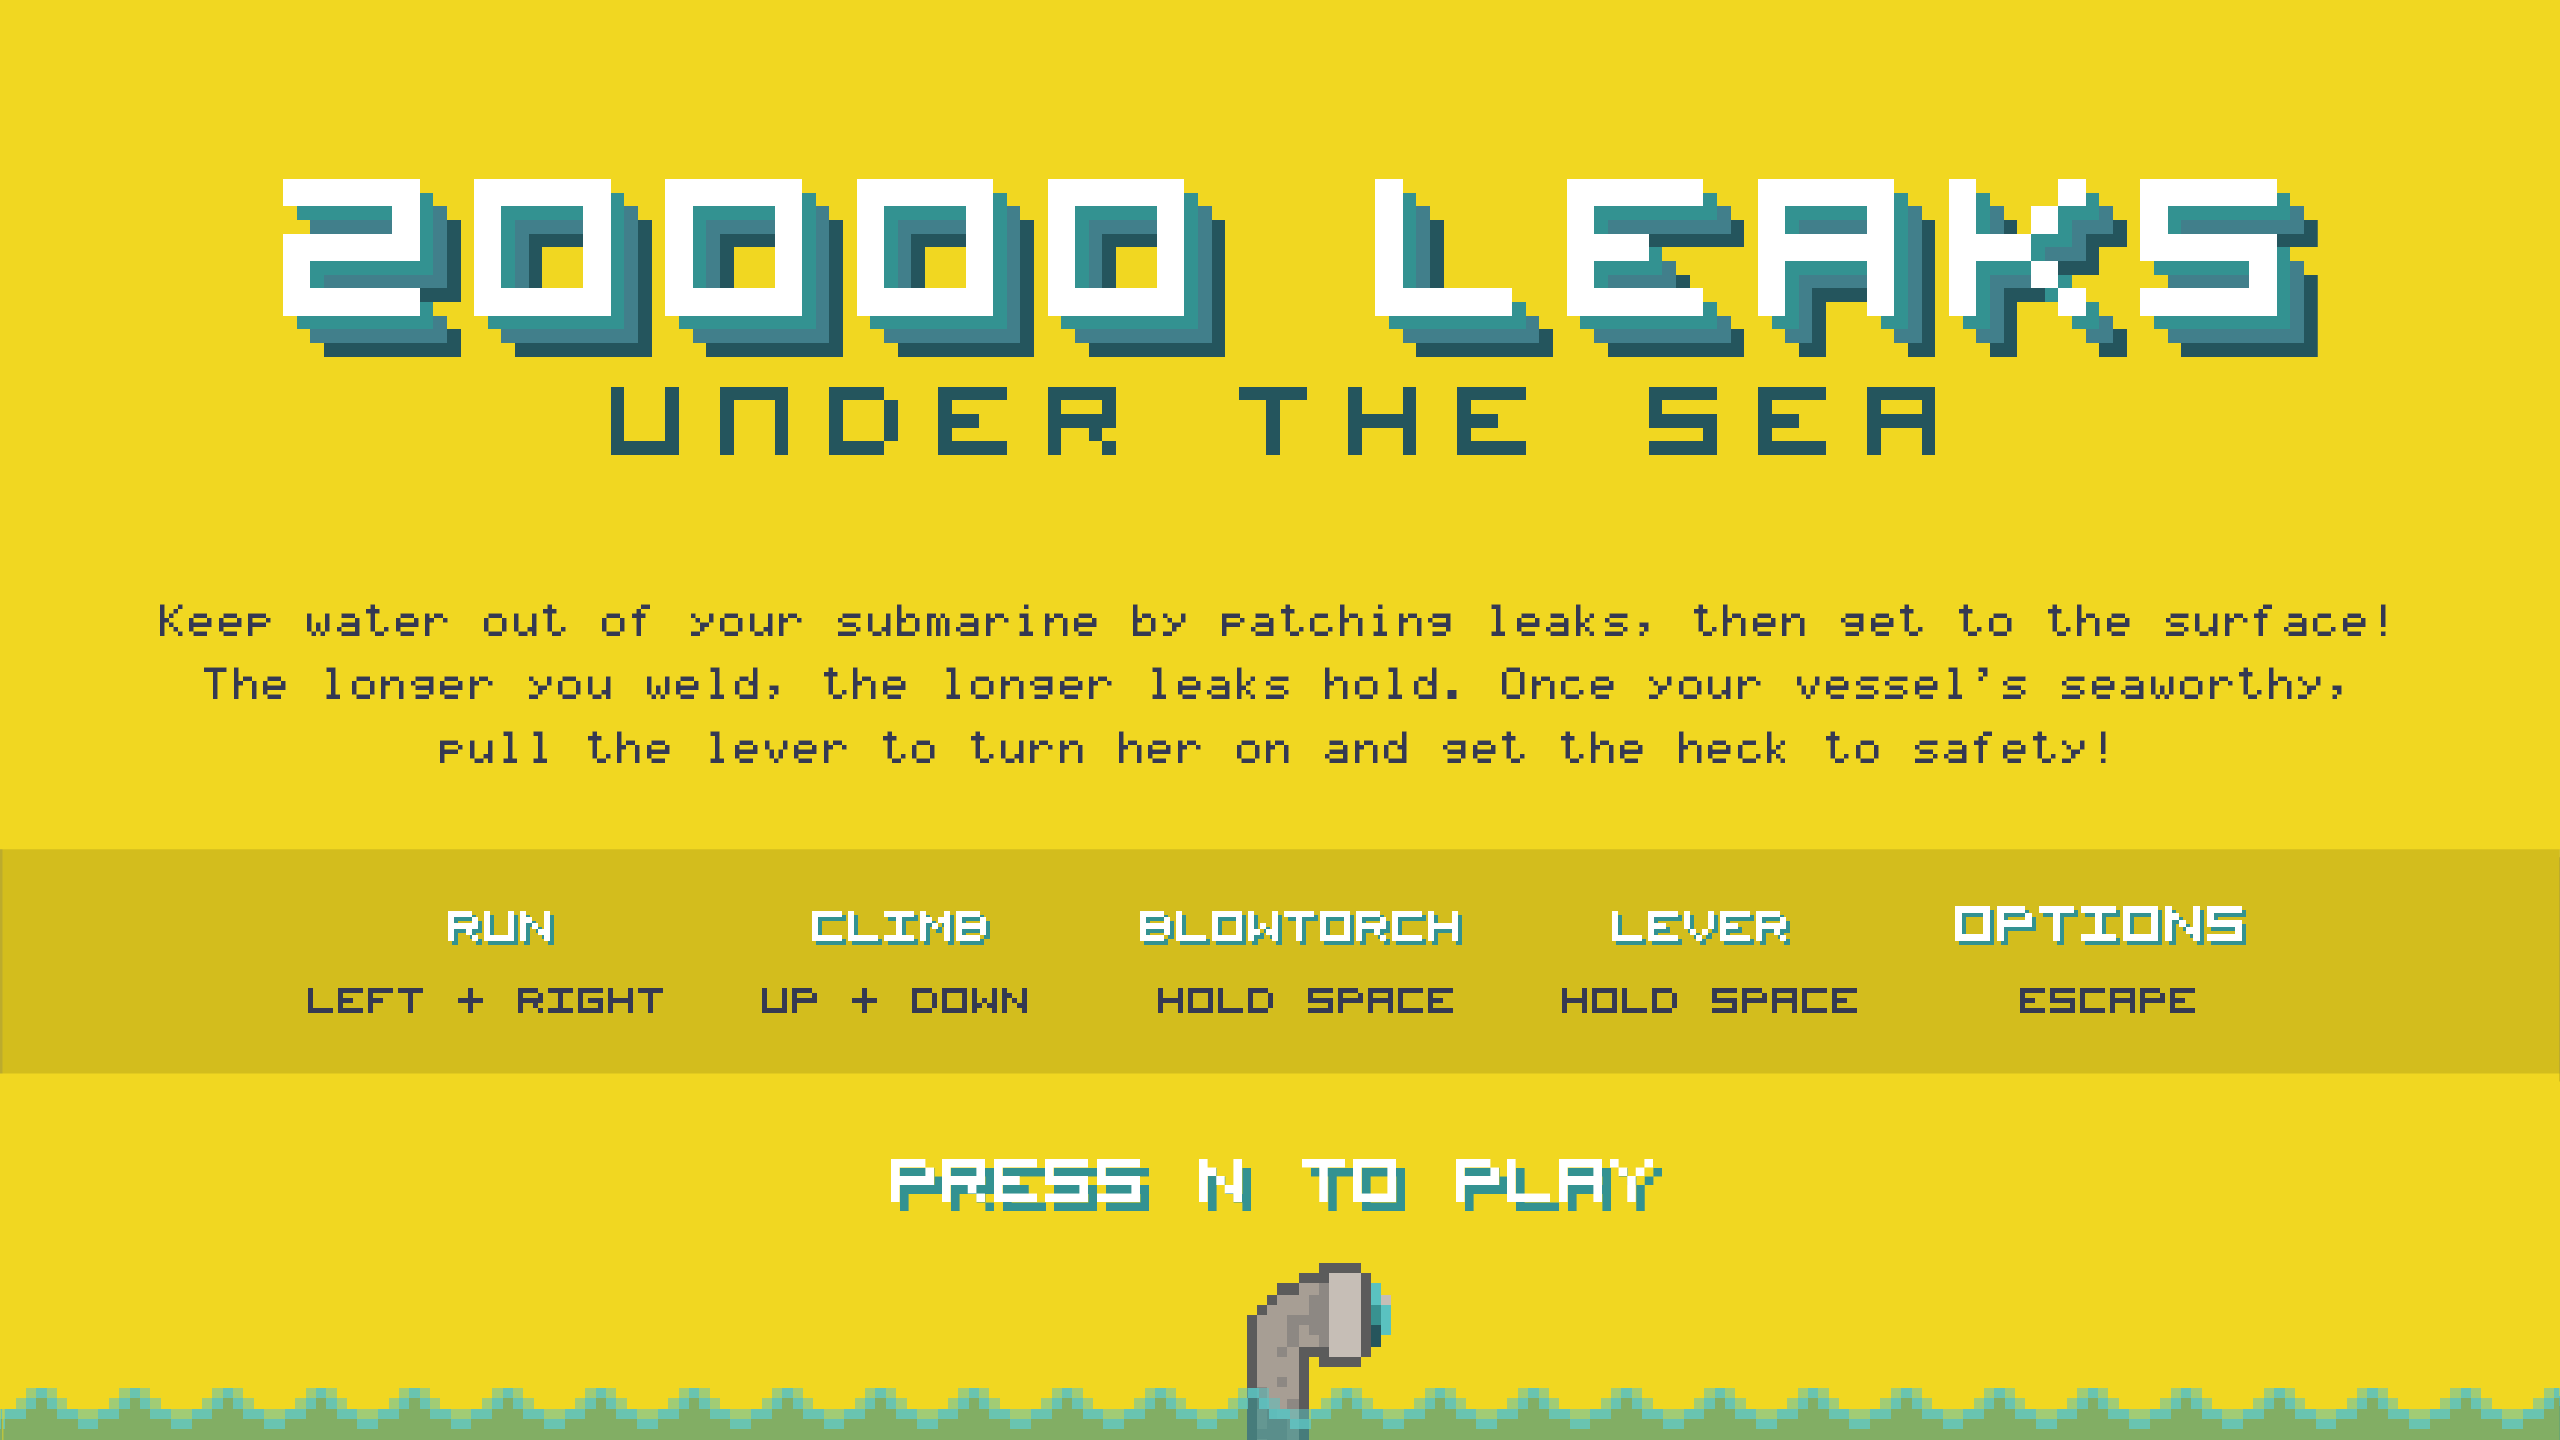 20000 LEAKS
UNDER THE SEA
Keep water out of your submarine by patching leaks, then get to the surface!
The longer you weld, the longer leaks hold. Once your vessel's seaworthy,
pull the lever to turn her on and get the heck to safety!
RUN CLIMB BLOWTORCH LEVER OPTIONS
LEFT + RIGHT UP + DOWN HOLD SPACE HOLD SPACE ESCAPE
PRESS N TO PLAY